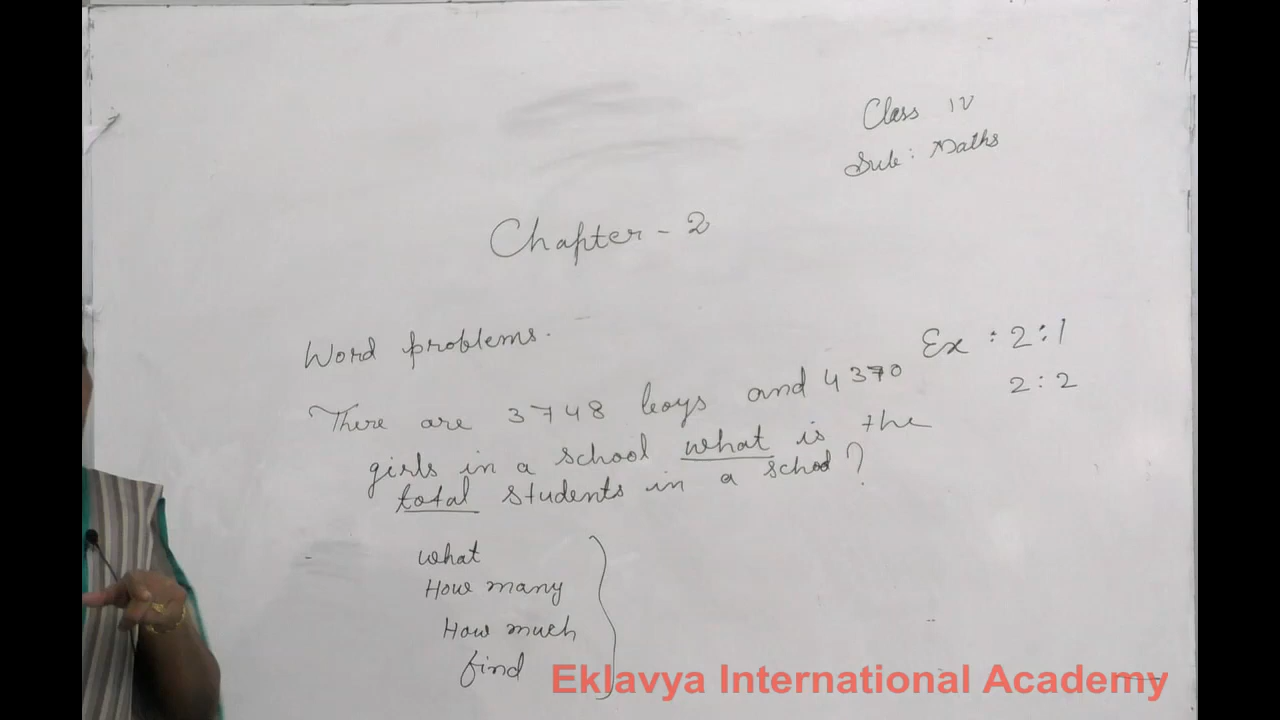 Class IV
Sub: Maths
Chapter - 2
Word problems.
Ex : 2:1
2:2
There are 3748 boys and 4370
girls in a school what is the
total students in a school?
what
How many
How much
find
Eklavya International Academy